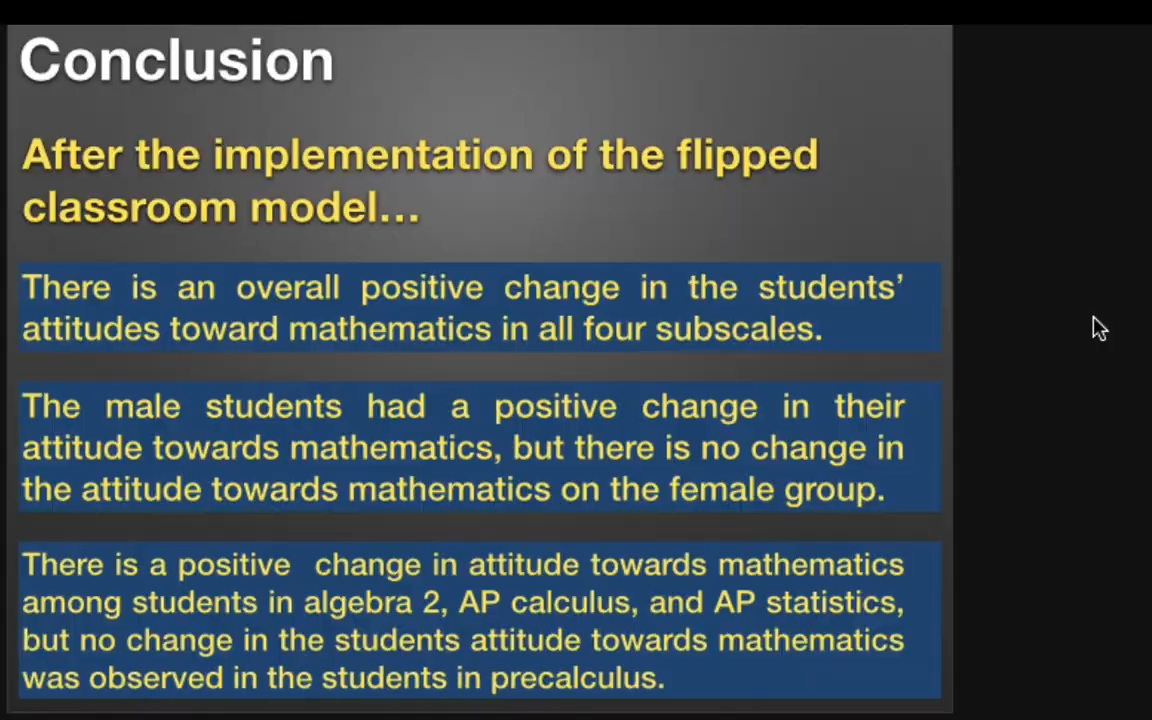 Conclusion
After the implementation of the flipped
classroom model...
There is an overall positive change in the students’
attitudes toward mathematics in all four subscales.
The male students had a positive change in their
attitude towards mathematics, but there is no change in
the attitude towards mathematics on the female group.
There is a positive  change in attitude towards mathematics
among students in algebra 2, AP calculus, and AP statistics,
but no change in the students attitude towards mathematics
was observed in the students in precalculus.